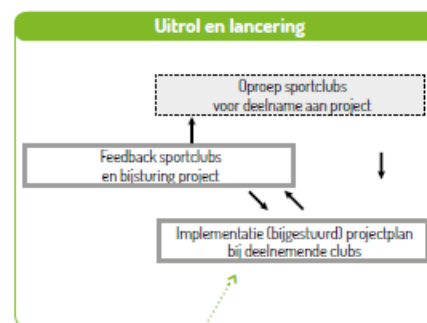 Uitrol en lancering
Oproep sportclubs
voor deelname aan project
Feedback sportclubs
en bijsturing project
Implementatie (bijgestuurd) projectplan
bij deelnemende clubs